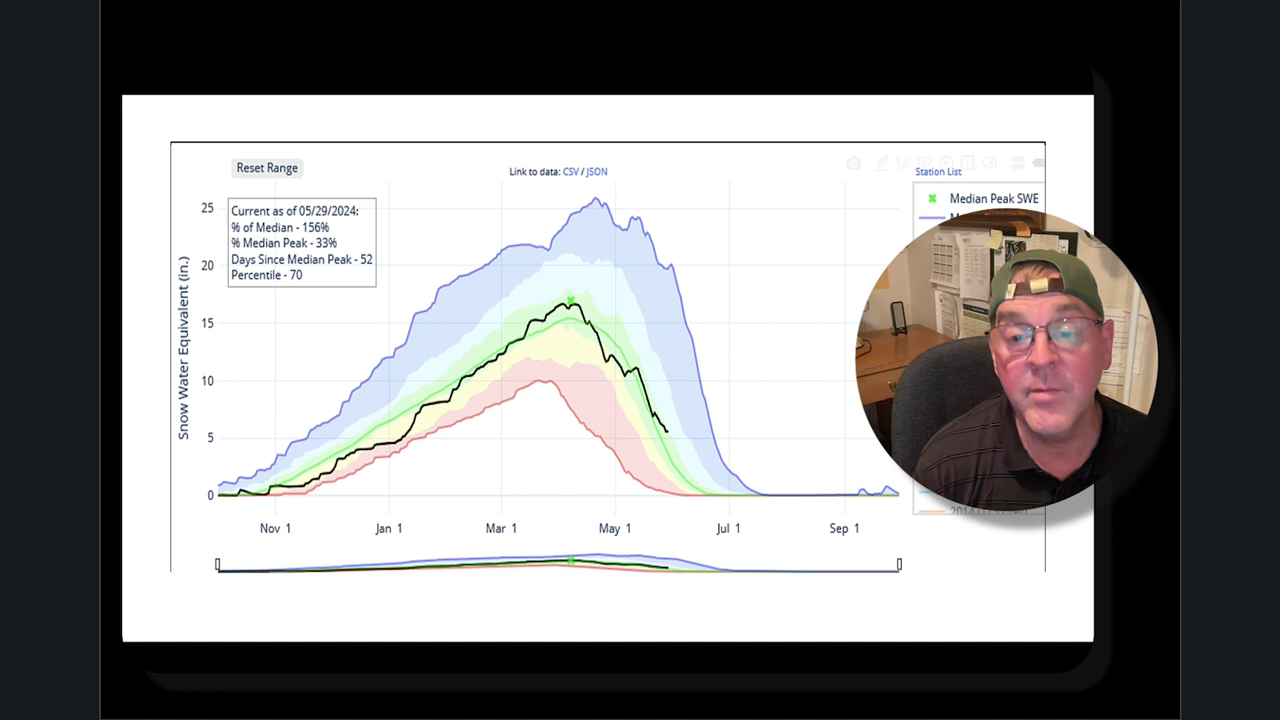 Reset Range
Link to data: CSV / JSON
Station List
Current as of 05/29/2024:
% of Median - 156%
% Median Peak - 33%
Days Since Median Peak - 52
Percentile - 70
Median Peak SWE
Snow Water Equivalent (in.)
25
20
15
10
5
0
Nov 1
Jan 1
Mar 1
May 1
Jul 1
Sep 1